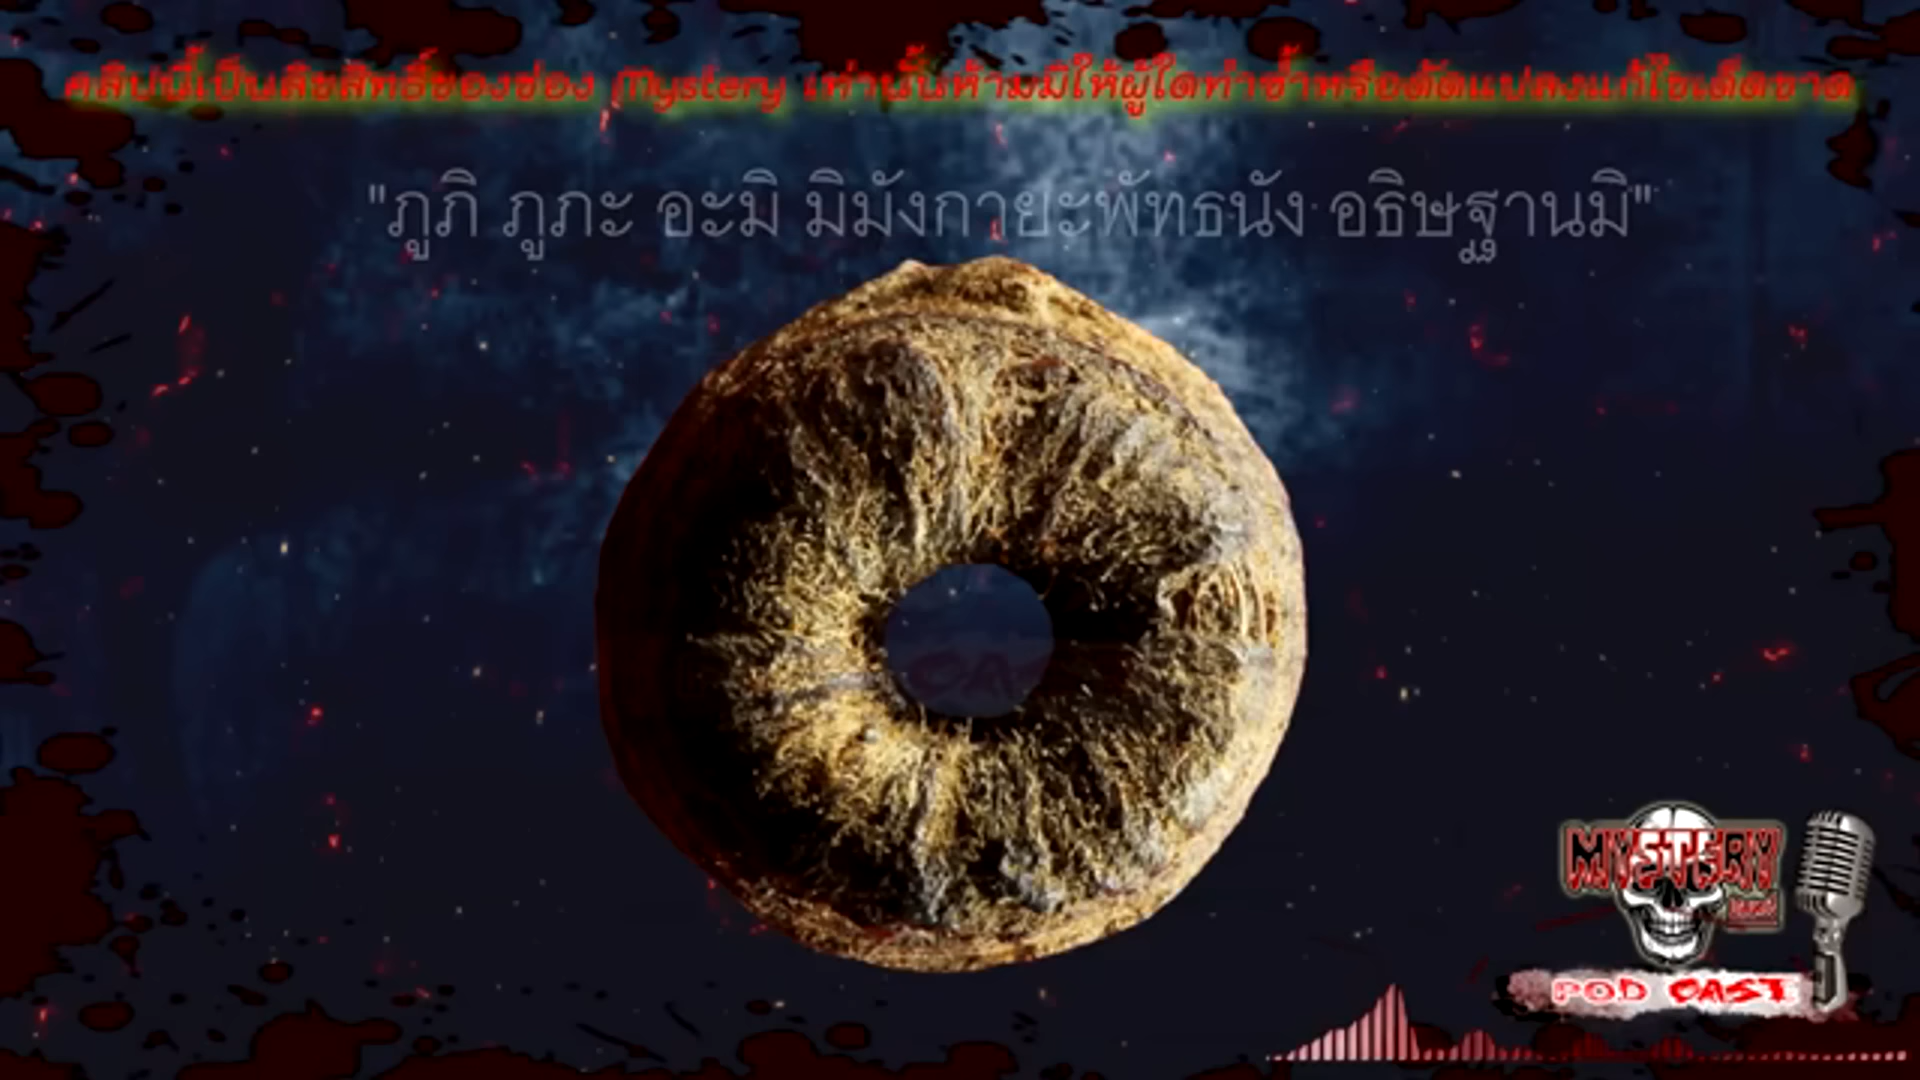 คลิปนี้เป็นลิขสิทธิ์ของช่อง Mystery เท่านั้นห้ามมิให้ผู้ใดทำซ้ำหรือดัดแปลงแก้ไขเด็ดขาด
"ภูภิ ภูภะ อะมิ มิมังกายะพัทธนัง อธิษฐานมิ"
MYSTERY
POD CAST